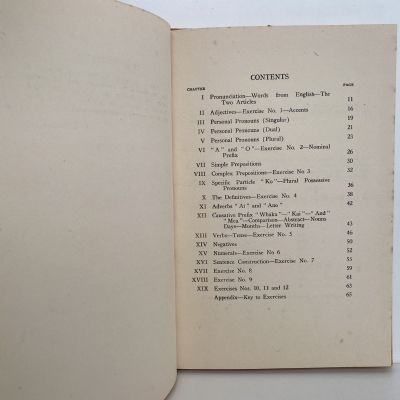 CONTENTS
CHAPTER PAGE
I Pronunciation—Words from English—The
Two Articles 11
II Adjectives—Exercise No. 1—Accents 16
III Personal Pronouns (Singular) 19
IV Personal Pronouns (Dual) 21
V Personal Pronouns (Plural) 23
VI "A" and "O"—Exercise No. 2—Nominal
Prefix 26
VII Simple Prepositions 30
VIII Complex Prepositions—Exercise No. 3 32
IX Specific Particle "Ko"—Plural Possessive
Pronouns 36
X The Definitives—Exercise No. 4 38
XI Adverbs "Ai" and "Ano" 42
XII Causative Prefix "Whaka"—"Kai"—"And"
"Mea"—Comparison—Abstract—Nouns
Days—Months—Letter Writing 43
XIII Verbs—Tense—Exercise No. 5 46
XIV Negatives 50
XV Numerals—Exercise No 6 52
XVI Sentence Construction—Exercise No. 7 55
XVII Exercise No. 8 59
XVIII Exercise No. 9 61
XIX Exercises Nos. 10, 11 and 12 63
Appendix—Key to Exercises 65